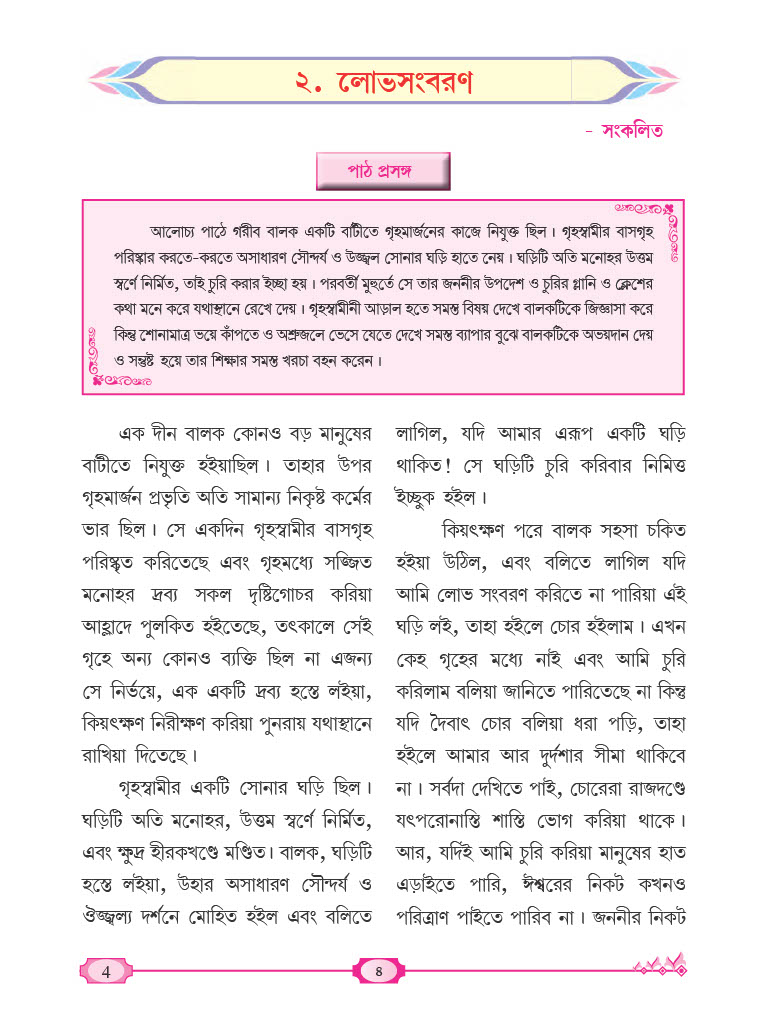 ২. লোভসংবরণ
- সংকলিত
পাঠ প্রসঙ্গ
আলোচ্য পাঠে গরীব বালক একটি বাটীতে গৃহমার্জনের কাজে নিযুক্ত ছিল। গৃহস্বামীর বাসগৃহ
পরিষ্কার করতে-করতে অসাধারণ সৌন্দর্য ও উজ্জ্বল সোনার ঘড়ি হাতে নেয়। ঘড়িটি অতি মনোহর উত্তম
স্বর্ণে নির্মিত, তাই চুরি করার ইচ্ছা হয়। পরবর্তী মুহুর্তে সে তার জননীর উপদেশ ও চুরির গ্লানি ও ক্লেশের
কথা মনে করে যথাস্থানে রেখে দেয়। গৃহস্বামীনী আড়াল হতে সমস্ত বিষয় দেখে বালকটিকে জিজ্ঞাসা করে
কিন্তু শোনামাত্র ভয়ে কাঁপতে ও অশ্রুজলে ভেসে যেতে দেখে সমস্ত ব্যাপার বুঝে বালকটিকে অভয়দান দেয়
ও সন্তুষ্ট হয়ে তার শিক্ষার সমস্ত খরচা বহন করেন।
এক দীন বালক কোনও বড় মানুষের
বাটীতে নিযুক্ত হইয়াছিল। তাহার উপর
গৃহমার্জন প্রভৃতি অতি সামান্য নিকৃষ্ট কর্মের
ভার ছিল। সে একদিন গৃহস্বামীর বাসগৃহ
পরিষ্কৃত করিতেছে এবং গৃহমধ্যে সজ্জিত
মনোহর দ্রব্য সকল দৃষ্টিগোচর করিয়া
আহ্লাদে পুলকিত হইতেছে, তৎকালে সেই
গৃহে অন্য কোনও ব্যক্তি ছিল না এজন্য
সে নির্ভয়ে, এক একটি দ্রব্য হস্তে লইয়া,
কিয়ৎক্ষণ নিরীক্ষণ করিয়া পুনরায় যথাস্থানে
রাখিয়া দিতেছে।
গৃহস্বামীর একটি সোনার ঘড়ি ছিল।
ঘড়িটি অতি মনোহর, উত্তম স্বর্ণে নির্মিত,
এবং ক্ষুদ্র হীরকখণ্ডে মণ্ডিত। বালক, ঘড়িটি
হস্তে লইয়া, উহার অসাধারণ সৌন্দর্য ও
ঔজ্জ্বল্য দর্শনে মোহিত হইল এবং বলিতে
লাগিল, যদি আমার এরূপ একটি ঘড়ি
থাকিত! সে ঘড়িটি চুরি করিবার নিমিত্ত
ইচ্ছুক হইল।
কিয়ৎক্ষণ পরে বালক সহসা চকিত
হইয়া উঠিল, এবং বলিতে লাগিল যদি
আমি লোভ সংবরণ করিতে না পারিয়া এই
ঘড়ি লই, তাহা হইলে চোর হইলাম। এখন
কেহ গৃহের মধ্যে নাই এবং আমি চুরি
করিলাম বলিয়া জানিতে পারিতেছে না কিন্তু
যদি দৈবাৎ চোর বলিয়া ধরা পড়ি, তাহা
হইলে আমার আর দুর্দশার সীমা থাকিবে
না। সর্বদা দেখিতে পাই, চোরেরা রাজদণ্ডে
যৎপরোনাস্তি শাস্তি ভোগ করিয়া থাকে।
আর, যদিই আমি চুরি করিয়া মানুষের হাত
এড়াইতে পারি, ঈশ্বরের নিকট কখনও
পরিত্রাণ পাইতে পারিব না। জননীর নিকট
4
৪